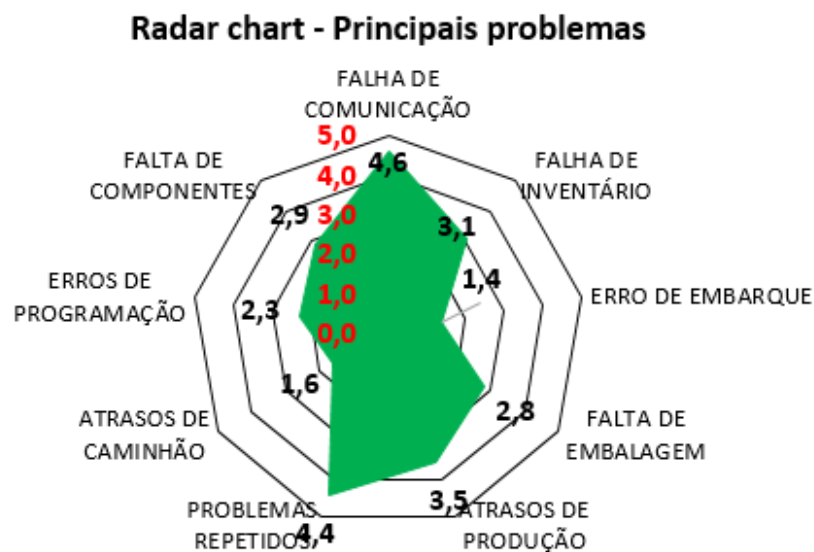 Radar chart - Principais problemas
FALHA DE
COMUNICAÇÃO
5,0
4,6
FALTA DE
COMPONENTES
4,0
FALHA DE
INVENTÁRIO
2,9
3,0
3,1
2,0
1,4
ERROS DE
PROGRAMAÇÃO
2,3
1,0
ERRO DE EMBARQUE
0,0
1,6
2,8
ATRASOS DE
CAMINHÃO
FALTA DE
EMBALAGEM
PROBLEMAS
REPETIDOS
4,4
3,5
ATRASOS DE
PRODUÇÃO